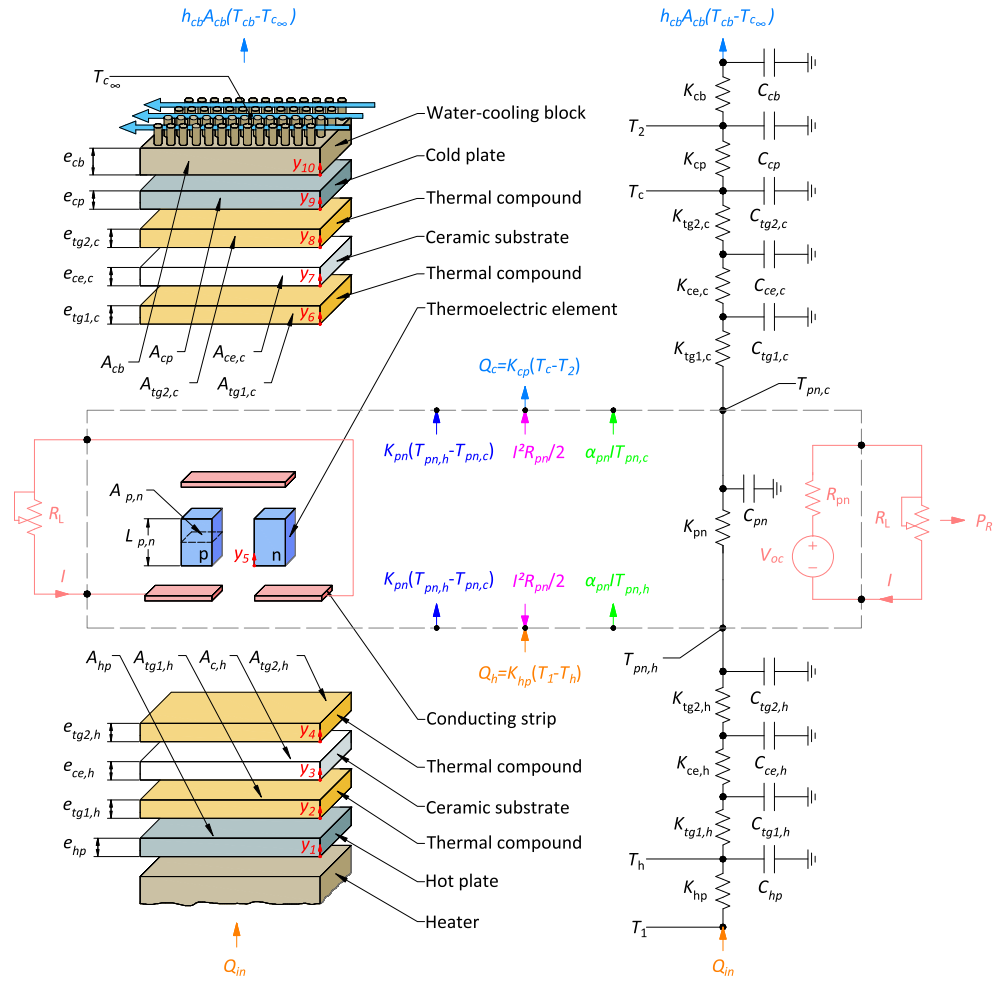 h_cb A_cb (T_cb-T_c∞)
T_c∞
Water-cooling block
Cold plate
Thermal compound
Ceramic substrate
Thermal compound
Thermoelectric element
e_cb
e_cp
e_tg2,c
e_ce,c
e_tg1,c
y_10
y_9
y_8
y_7
y_6
A_cb
A_cp
A_tg2,c
A_ce,c
A_tg1,c
R_L
I
A_p,n
L_p,n
p
n
y_5
Q_c=K_cp(T_c-T_2)
K_pn(T_pn,h-T_pn,c)
I²R_pn/2
α_pn IT_pn,c
K_pn(T_pn,h-T_pn,c)
I²R_pn/2
α_pn IT_pn,h
Q_h=K_hp(T_1-T_h)
A_hp
A_tg1,h
A_c,h
A_tg2,h
e_tg2,h
e_ce,h
e_tg1,h
e_hp
y_4
y_3
y_2
y_1
Conducting strip
Thermal compound
Ceramic substrate
Thermal compound
Hot plate
Heater
Q_in
h_cb A_cb (T_cb-T_c∞)
K_cb
C_cb
T_2
K_cp
C_cp
T_c
K_tg2,c
C_tg2,c
K_ce,c
C_ce,c
K_tg1,c
C_tg1,c
T_pn,c
C_pn
K_pn
R_pn
V_oc
+
−
R_L
P_R
I
T_pn,h
K_tg2,h
C_tg2,h
K_ce,h
C_ce,h
K_tg1,h
C_tg1,h
T_h
K_hp
C_hp
T_1
Q_in